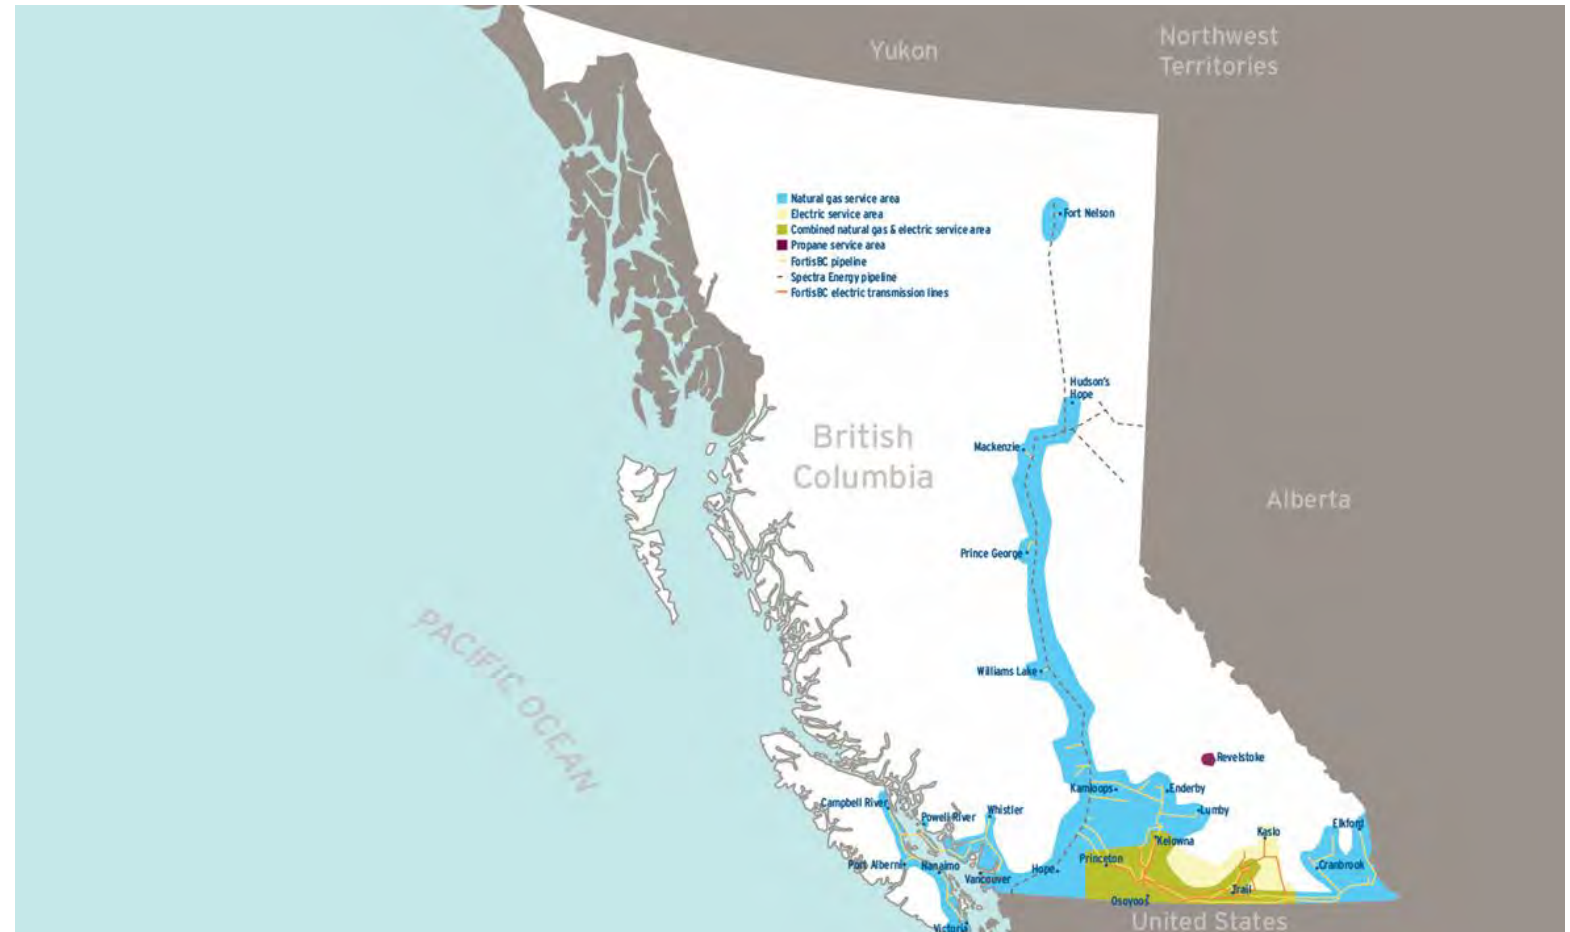 Yukon
Northwest
Territories
Natural gas service area
Electric service area
Combined natural gas & electric service area
Propane service area
FortisBC pipeline
Spectra Energy pipeline
FortisBC electric transmission lines
Fort Nelson
Hudson's
Hope
British
Columbia
Mackenzie
Alberta
Prince George
PACIFIC OCEAN
Williams Lake
Revelstoke
Kamloops
Enderby
Campbell River
Whistler
Lumby
Powell River
Elkford
Kaslo
Kelowna
Princeton
Port Alberni
Nanaimo
Hope
Cranbrook
Vancouver
Trail
Osoyoos
United States
Victoria